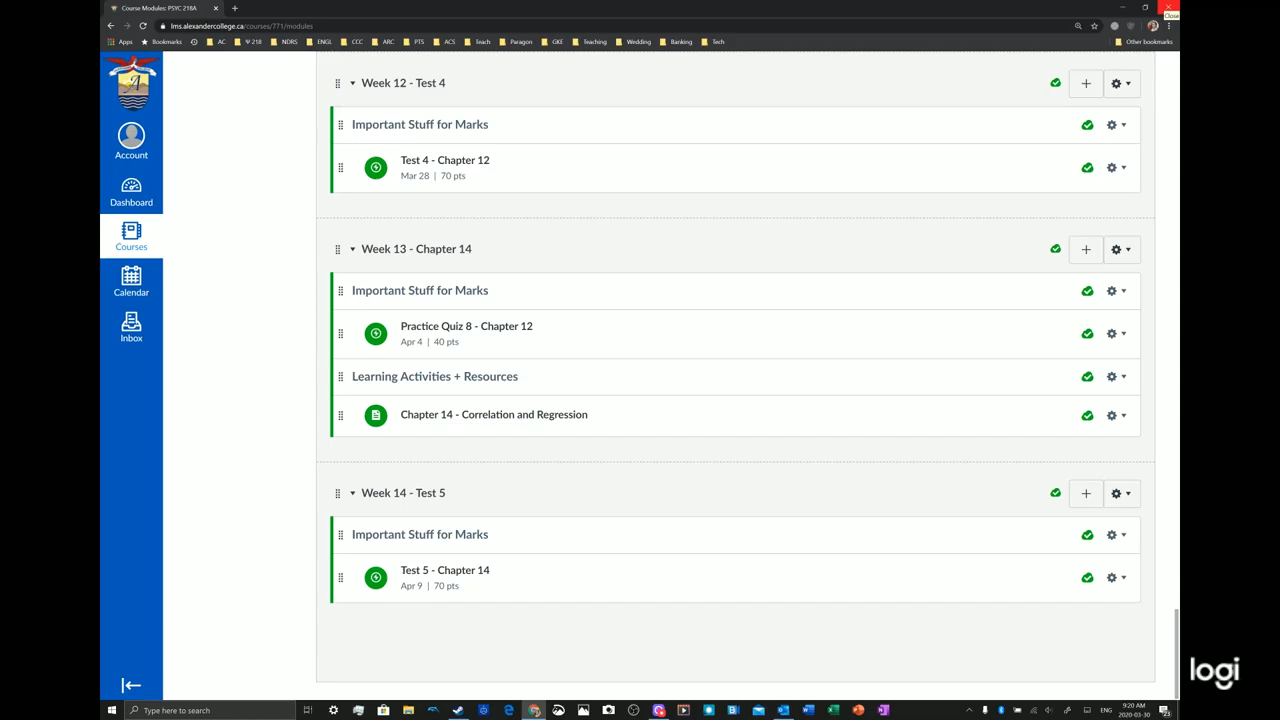 Course Modules: PSYC 218A
Close
lms.alexandercollege.ca/courses/771/modules
Apps Bookmarks AC Ψ 218 NDRS ENGL CCC ARC PTS ACS Teach Paragon GKE Teaching Wedding Banking Tech Other bookmarks
Account
Dashboard
Courses
Calendar
Inbox
Week 12 - Test 4
Important Stuff for Marks
Test 4 - Chapter 12
Mar 28 | 70 pts
Week 13 - Chapter 14
Important Stuff for Marks
Practice Quiz 8 - Chapter 12
Apr 4 | 40 pts
Learning Activities + Resources
Chapter 14 - Correlation and Regression
Week 14 - Test 5
Important Stuff for Marks
Test 5 - Chapter 14
Apr 9 | 70 pts
logi
Type here to search
ENG
9:20 AM
2020-03-30